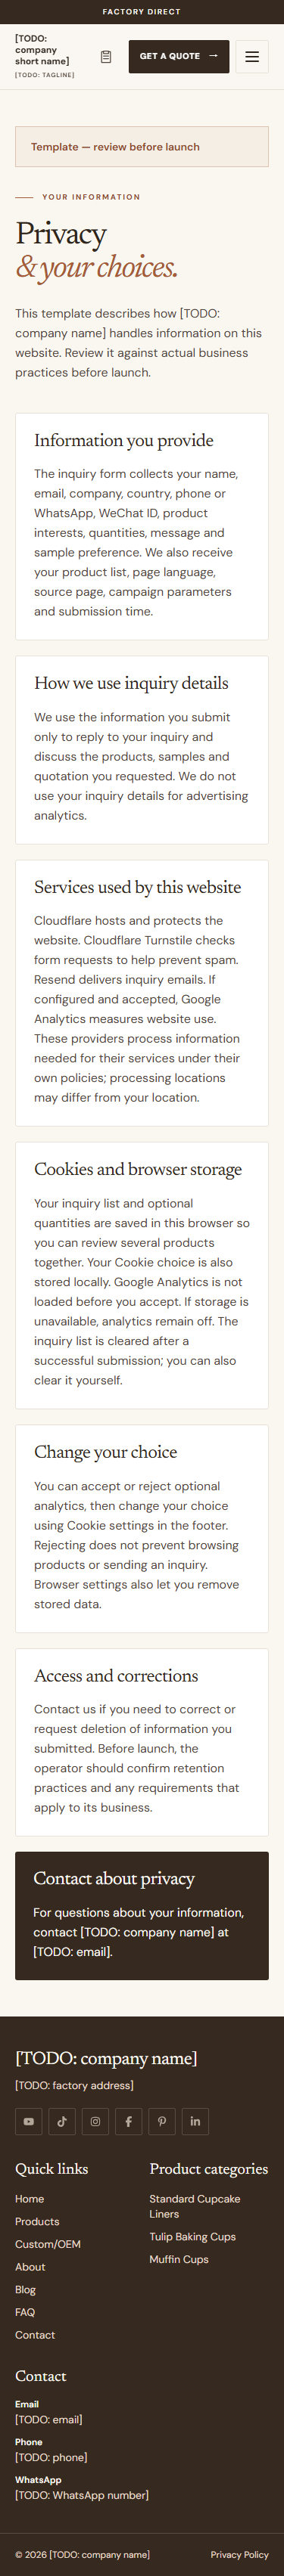 FACTORY DIRECT
[TODO:
company
short name]
[TODO: TAGLINE]
GET A QUOTE →
Template — review before launch
YOUR INFORMATION
Privacy
& your choices.
This template describes how [TODO:
company name] handles information on this
website. Review it against actual business
practices before launch.
Information you provide
The inquiry form collects your name,
email, company, country, phone or
WhatsApp, WeChat ID, product
interests, quantities, message and
sample preference. We also receive
your product list, page language,
source page, campaign parameters
and submission time.
How we use inquiry details
We use the information you submit
only to reply to your inquiry and
discuss the products, samples and
quotation you requested. We do not
use your inquiry details for advertising
analytics.
Services used by this website
Cloudflare hosts and protects the
website. Cloudflare Turnstile checks
form requests to help prevent spam.
Resend delivers inquiry emails. If
configured and accepted, Google
Analytics measures website use.
These providers process information
needed for their services under their
own policies; processing locations
may differ from your location.
Cookies and browser storage
Your inquiry list and optional
quantities are saved in this browser so
you can review several products
together. Your Cookie choice is also
stored locally. Google Analytics is not
loaded before you accept. If storage is
unavailable, analytics remain off. The
inquiry list is cleared after a
successful submission; you can also
clear it yourself.
Change your choice
You can accept or reject optional
analytics, then change your choice
using Cookie settings in the footer.
Rejecting does not prevent browsing
products or sending an inquiry.
Browser settings also let you remove
stored data.
Access and corrections
Contact us if you need to correct or
request deletion of information you
submitted. Before launch, the
operator should confirm retention
practices and any requirements that
apply to its business.
Contact about privacy
For questions about your information,
contact [TODO: company name] at
[TODO: email].
[TODO: company name]
[TODO: factory address]
Quick links
Home
Products
Custom/OEM
About
Blog
FAQ
Contact
Product categories
Standard Cupcake
Liners
Tulip Baking Cups
Muffin Cups
Contact
Email
[TODO: email]
Phone
[TODO: phone]
WhatsApp
[TODO: WhatsApp number]
© 2026 [TODO: company name]
Privacy Policy